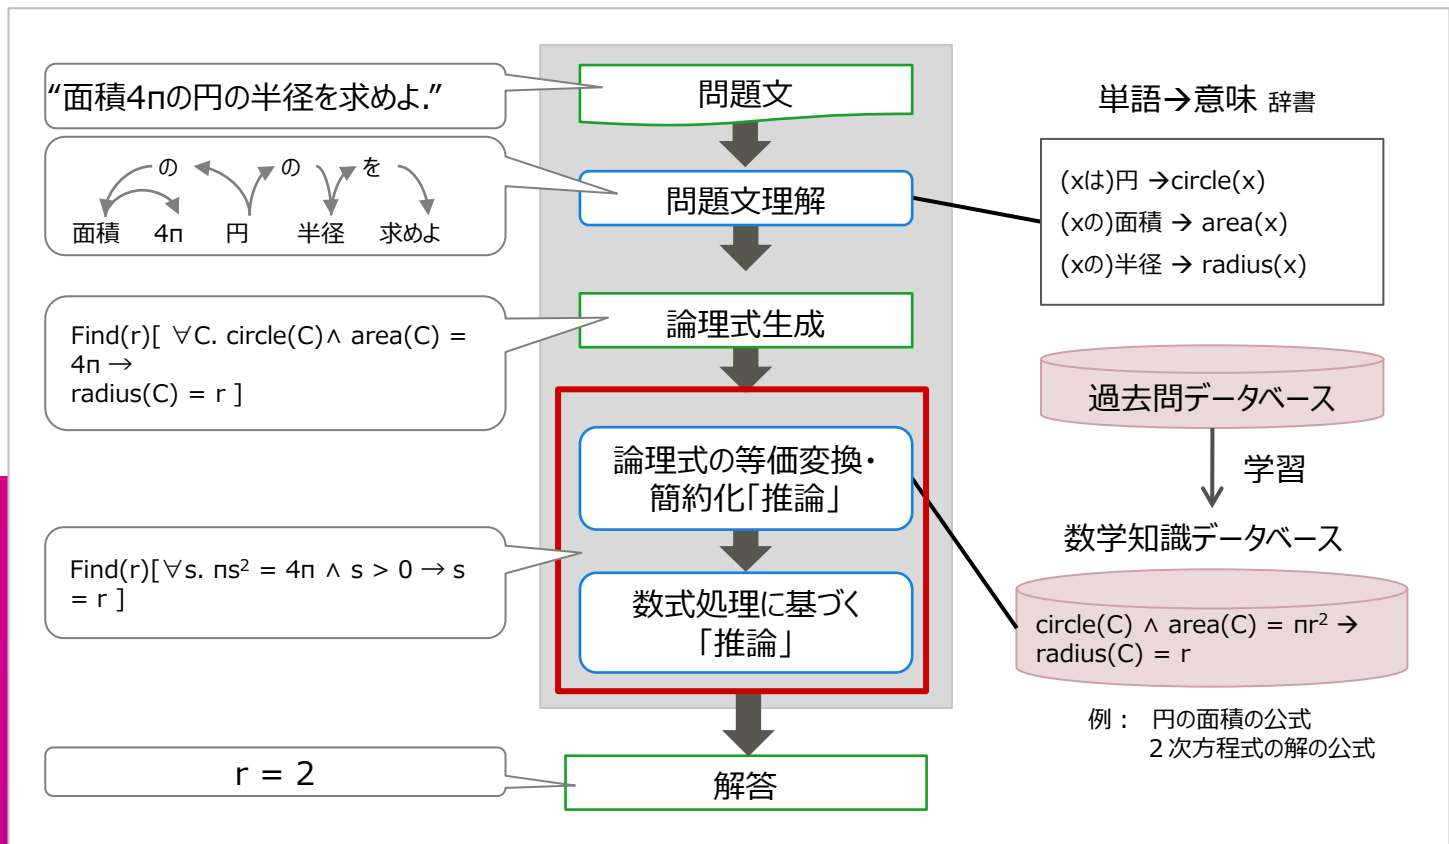 “面積4πの円の半径を求めよ.”
問題文
単語→意味 辞書
の の を
面積 4π 円 半径 求めよ
問題文理解
(xは)円 →circle(x)
(xの)面積 → area(x)
(xの)半径 → radius(x)
Find(r)[ ∀C. circle(C)∧ area(C) =
4π →
radius(C) = r ]
論理式生成
過去問データベース
学習
論理式の等価変換・
簡約化「推論」
数学知識データベース
Find(r)[∀s. πs² = 4π ∧ s > 0 → s
= r ]
数式処理に基づく
「推論」
circle(C) ∧ area(C) = πr² →
radius(C) = r
例： 円の面積の公式
２次方程式の解の公式
r = 2
解答